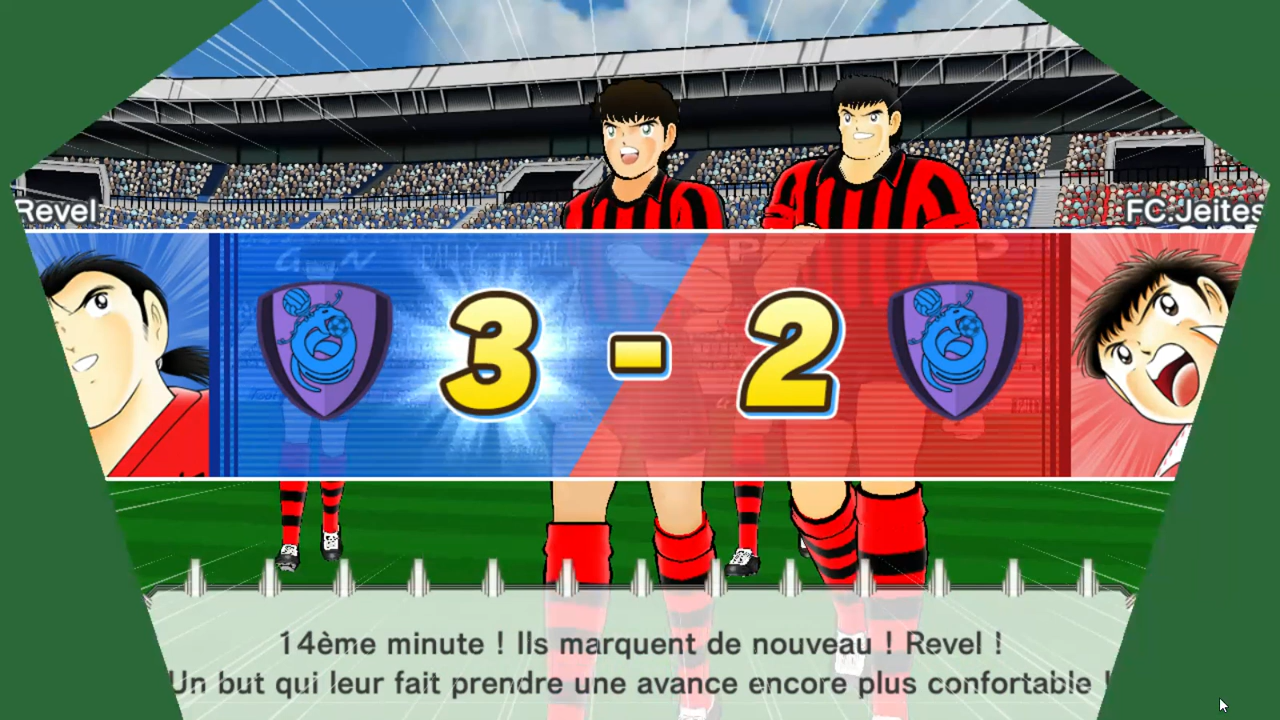 Revel
FC.Jeites
3 - 2
14ème minute ! Ils marquent de nouveau ! Revel !
Un but qui leur fait prendre une avance encore plus confortable !